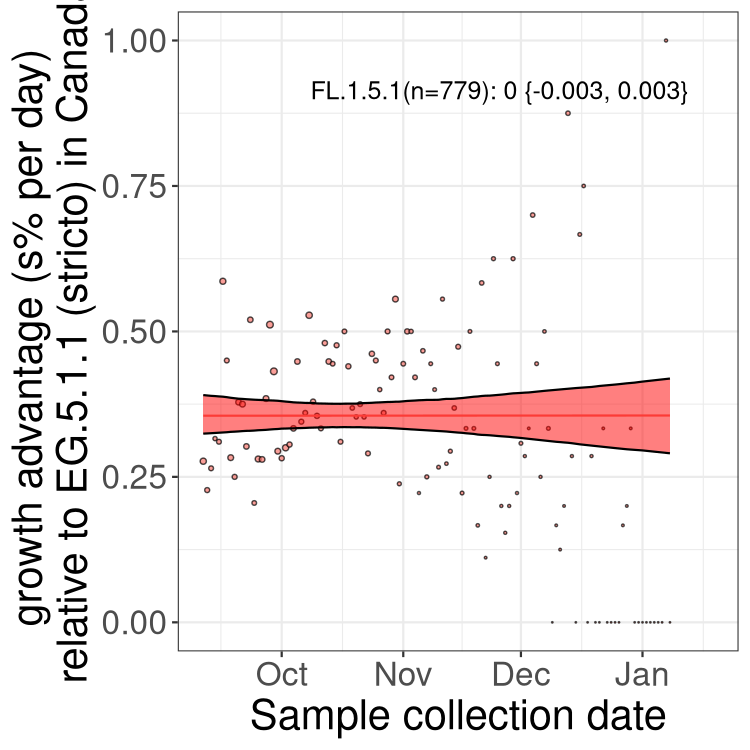 growth advantage (s% per day)
relative to EG.5.1.1 (stricto) in Canada
1.00
0.75
0.50
0.25
0.00
FL.1.5.1(n=779): 0 {-0.003, 0.003}
Oct Nov Dec Jan
Sample collection date